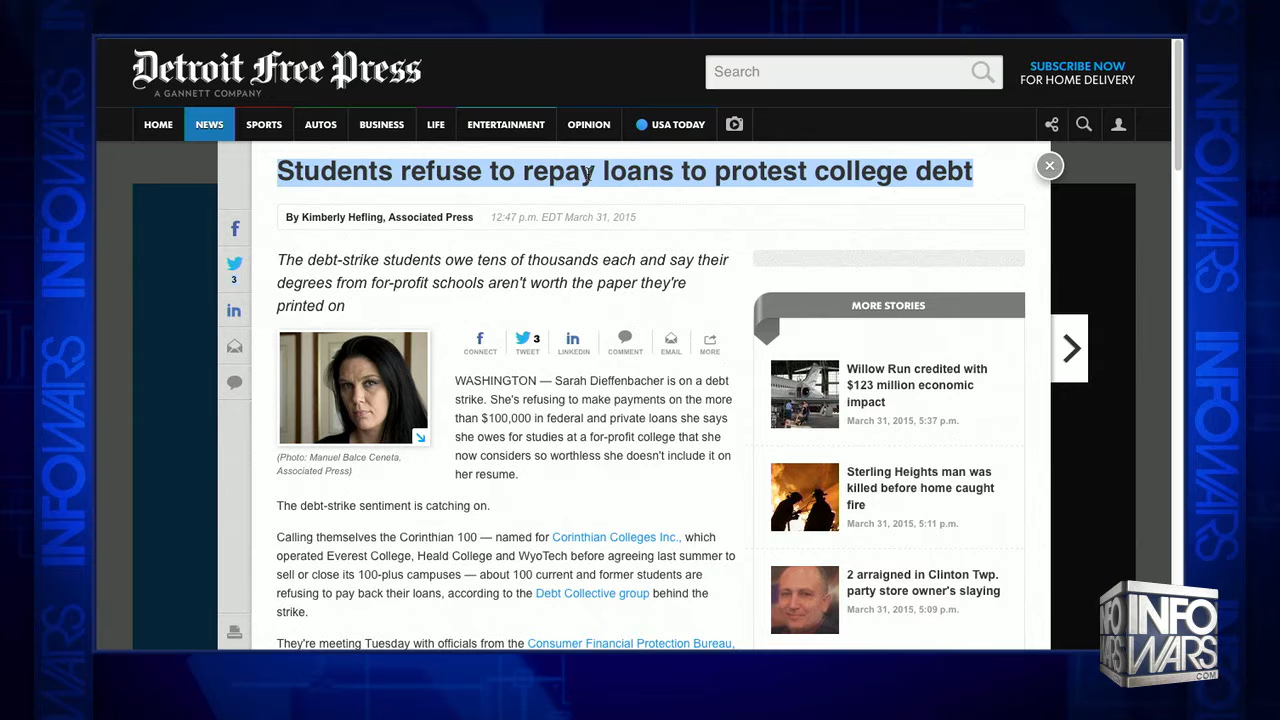 Detroit Free Press
A GANNETT COMPANY
Search
SUBSCRIBE NOW
FOR HOME DELIVERY
HOME
NEWS
SPORTS
AUTOS
BUSINESS
LIFE
ENTERTAINMENT
OPINION
USA TODAY
Students refuse to repay loans to protest college debt
By Kimberly Hefling, Associated Press
12:47 p.m. EDT March 31, 2015
3
The debt-strike students owe tens of thousands each and say their
degrees from for-profit schools aren't worth the paper they're
printed on
CONNECT
3
TWEET
LINKEDIN
COMMENT
EMAIL
MORE
(Photo: Manuel Balce Ceneta,
Associated Press)
WASHINGTON — Sarah Dieffenbacher is on a debt
strike. She's refusing to make payments on the more
than $100,000 in federal and private loans she says
she owes for studies at a for-profit college that she
now considers so worthless she doesn't include it on
her resume.
The debt-strike sentiment is catching on.
Calling themselves the Corinthian 100 — named for Corinthian Colleges Inc., which
operated Everest College, Heald College and WyoTech before agreeing last summer to
sell or close its 100-plus campuses — about 100 current and former students are
refusing to pay back their loans, according to the Debt Collective group behind the
strike.
They're meeting Tuesday with officials from the Consumer Financial Protection Bureau,
MORE STORIES
Willow Run credited with
$123 million economic
impact
March 31, 2015, 5:37 p.m.
Sterling Heights man was
killed before home caught
fire
March 31, 2015, 5:11 p.m.
2 arraigned in Clinton Twp.
party store owner's slaying
March 31, 2015, 5:09 p.m.
INFOWARS
INFOWARS
INFOWARS
INFOWARS
INFO
WARS
.COM